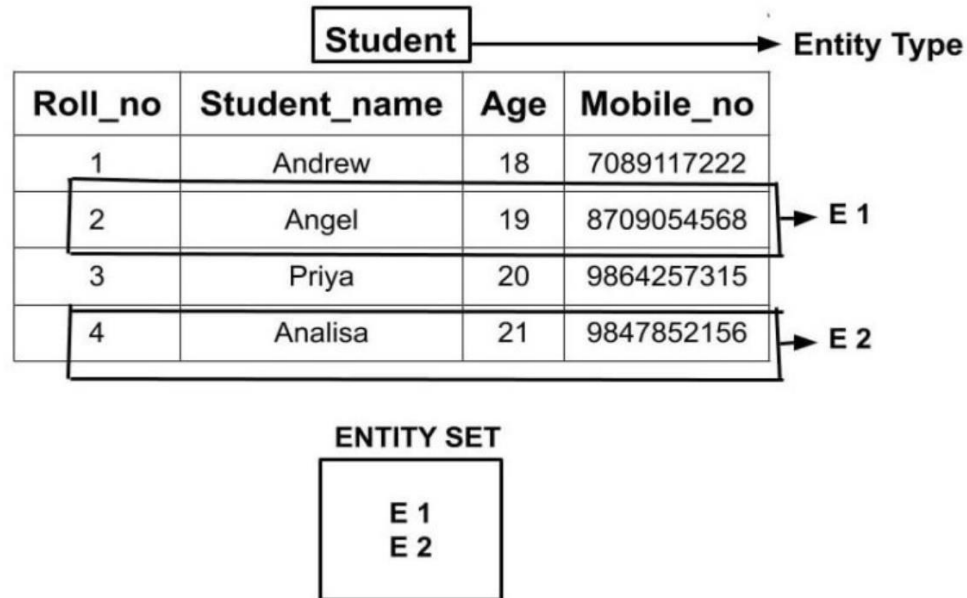 Student Entity Type
Roll_no Student_name Age Mobile_no
1 Andrew 18 7089117222
2 Angel 19 8709054568 E 1
3 Priya 20 9864257315
4 Analisa 21 9847852156 E 2
ENTITY SET
E 1
E 2